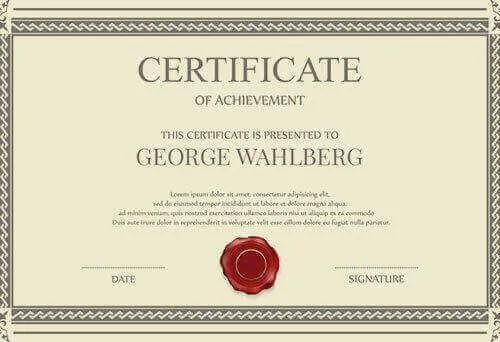 CERTIFICATE
OF ACHIEVEMENT
THIS CERTIFICATE IS PRESENTED TO
GEORGE WAHLBERG
Lorem ipsum dolor sit amet, consectetur adipisicing elit,
sed do eiusmod tempor incididunt ut labore et dolore magna aliqua.
ad minim veniam, quis nostrud exercitation ullamco laboris nisi ut aliquip ex ea commodo
Duis aute irure dolor in reprehenderit in voluptate velit esse cillum dolore eu fugiat nulla pariatur.
DATE
SIGNATURE